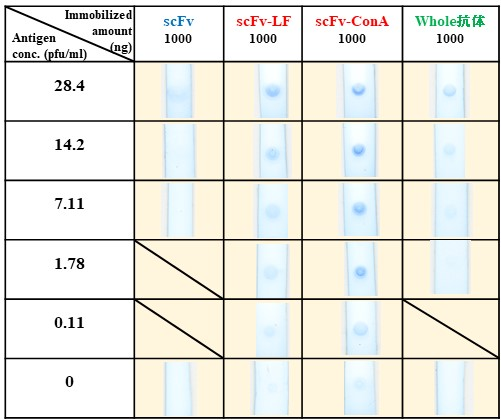 Immobilized
amount
(ng)
Antigen
conc. (pfu/ml)
scFv
1000
scFv-LF
1000
scFv-ConA
1000
Whole抗体
1000
28.4
14.2
7.11
1.78
0.11
0